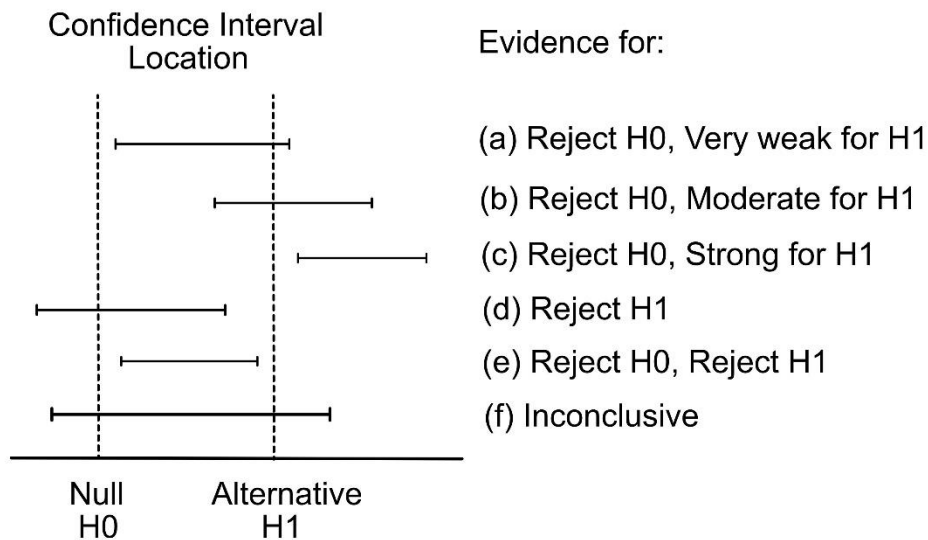 Confidence Interval
Location
Evidence for:
(a) Reject H0, Very weak for H1
(b) Reject H0, Moderate for H1
(c) Reject H0, Strong for H1
(d) Reject H1
(e) Reject H0, Reject H1
(f) Inconclusive
Null
H0
Alternative
H1